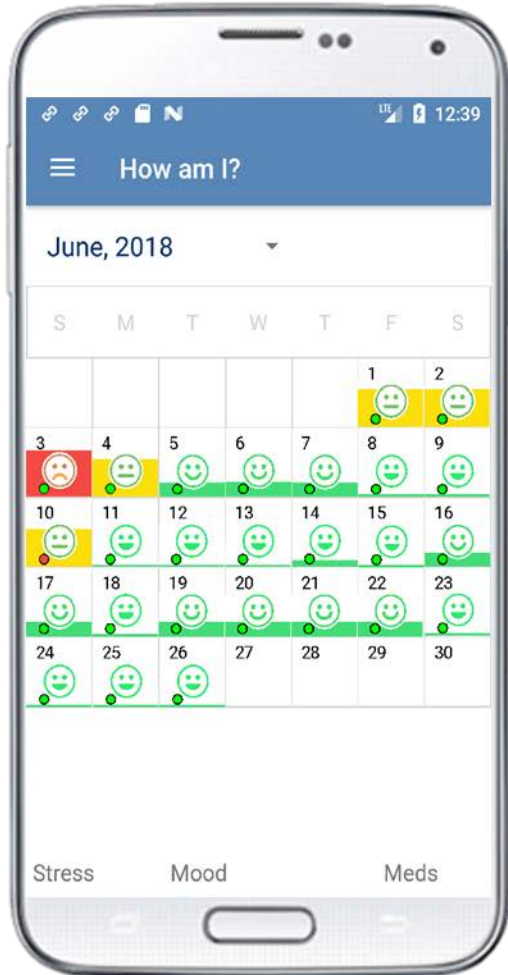 LTE 12:39
How am I?
June, 2018
S M T W T F S
1 2
3 4 5 6 7 8 9
10 11 12 13 14 15 16
17 18 19 20 21 22 23
24 25 26 27 28 29 30
Stress Mood Meds